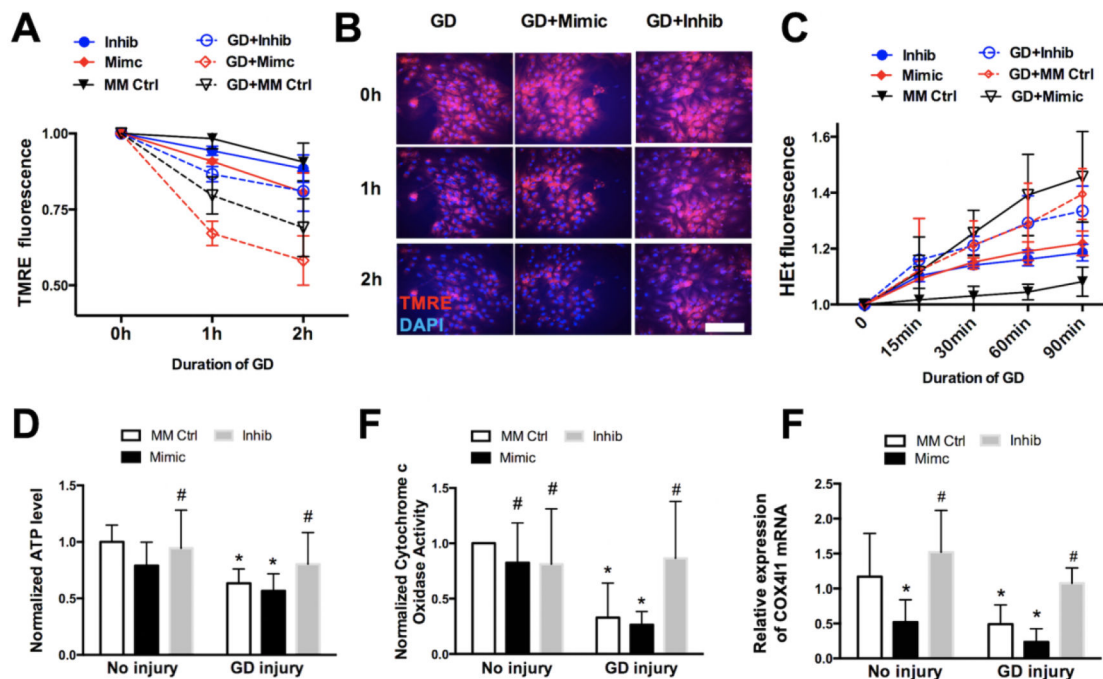 A
Inhib
Mimc
MM Ctrl
GD+Inhib
GD+Mimc
GD+MM Ctrl
TMRE fluorescence
1.00
0.75
0.50
0h
1h
2h
Duration of GD
B
GD
GD+Mimic
GD+Inhib
0h
1h
2h
TMRE
DAPI
C
Inhib
Mimic
MM Ctrl
GD+Inhib
GD+MM Ctrl
GD+Mimic
HEt fluorescence
1.6
1.4
1.2
1.0
0
15min
30min
60min
90min
Duration of GD
D
MM Ctrl
Inhib
Mimic
Normalized ATP level
1.5
1.0
0.5
0.0
#
* * #
No injury
GD injury
F
MM Ctrl
Inhib
Mimic
Normalized Cytochrome c
Oxidase Activity
1.5
1.0
0.5
0.0
# #
* * #
No injury
GD injury
F
MM Ctrl
Inhib
Mimc
Relative expression
of COX4I1 mRNA
2.5
2.0
1.5
1.0
0.5
0.0
* #
* * #
No injury
GD injury